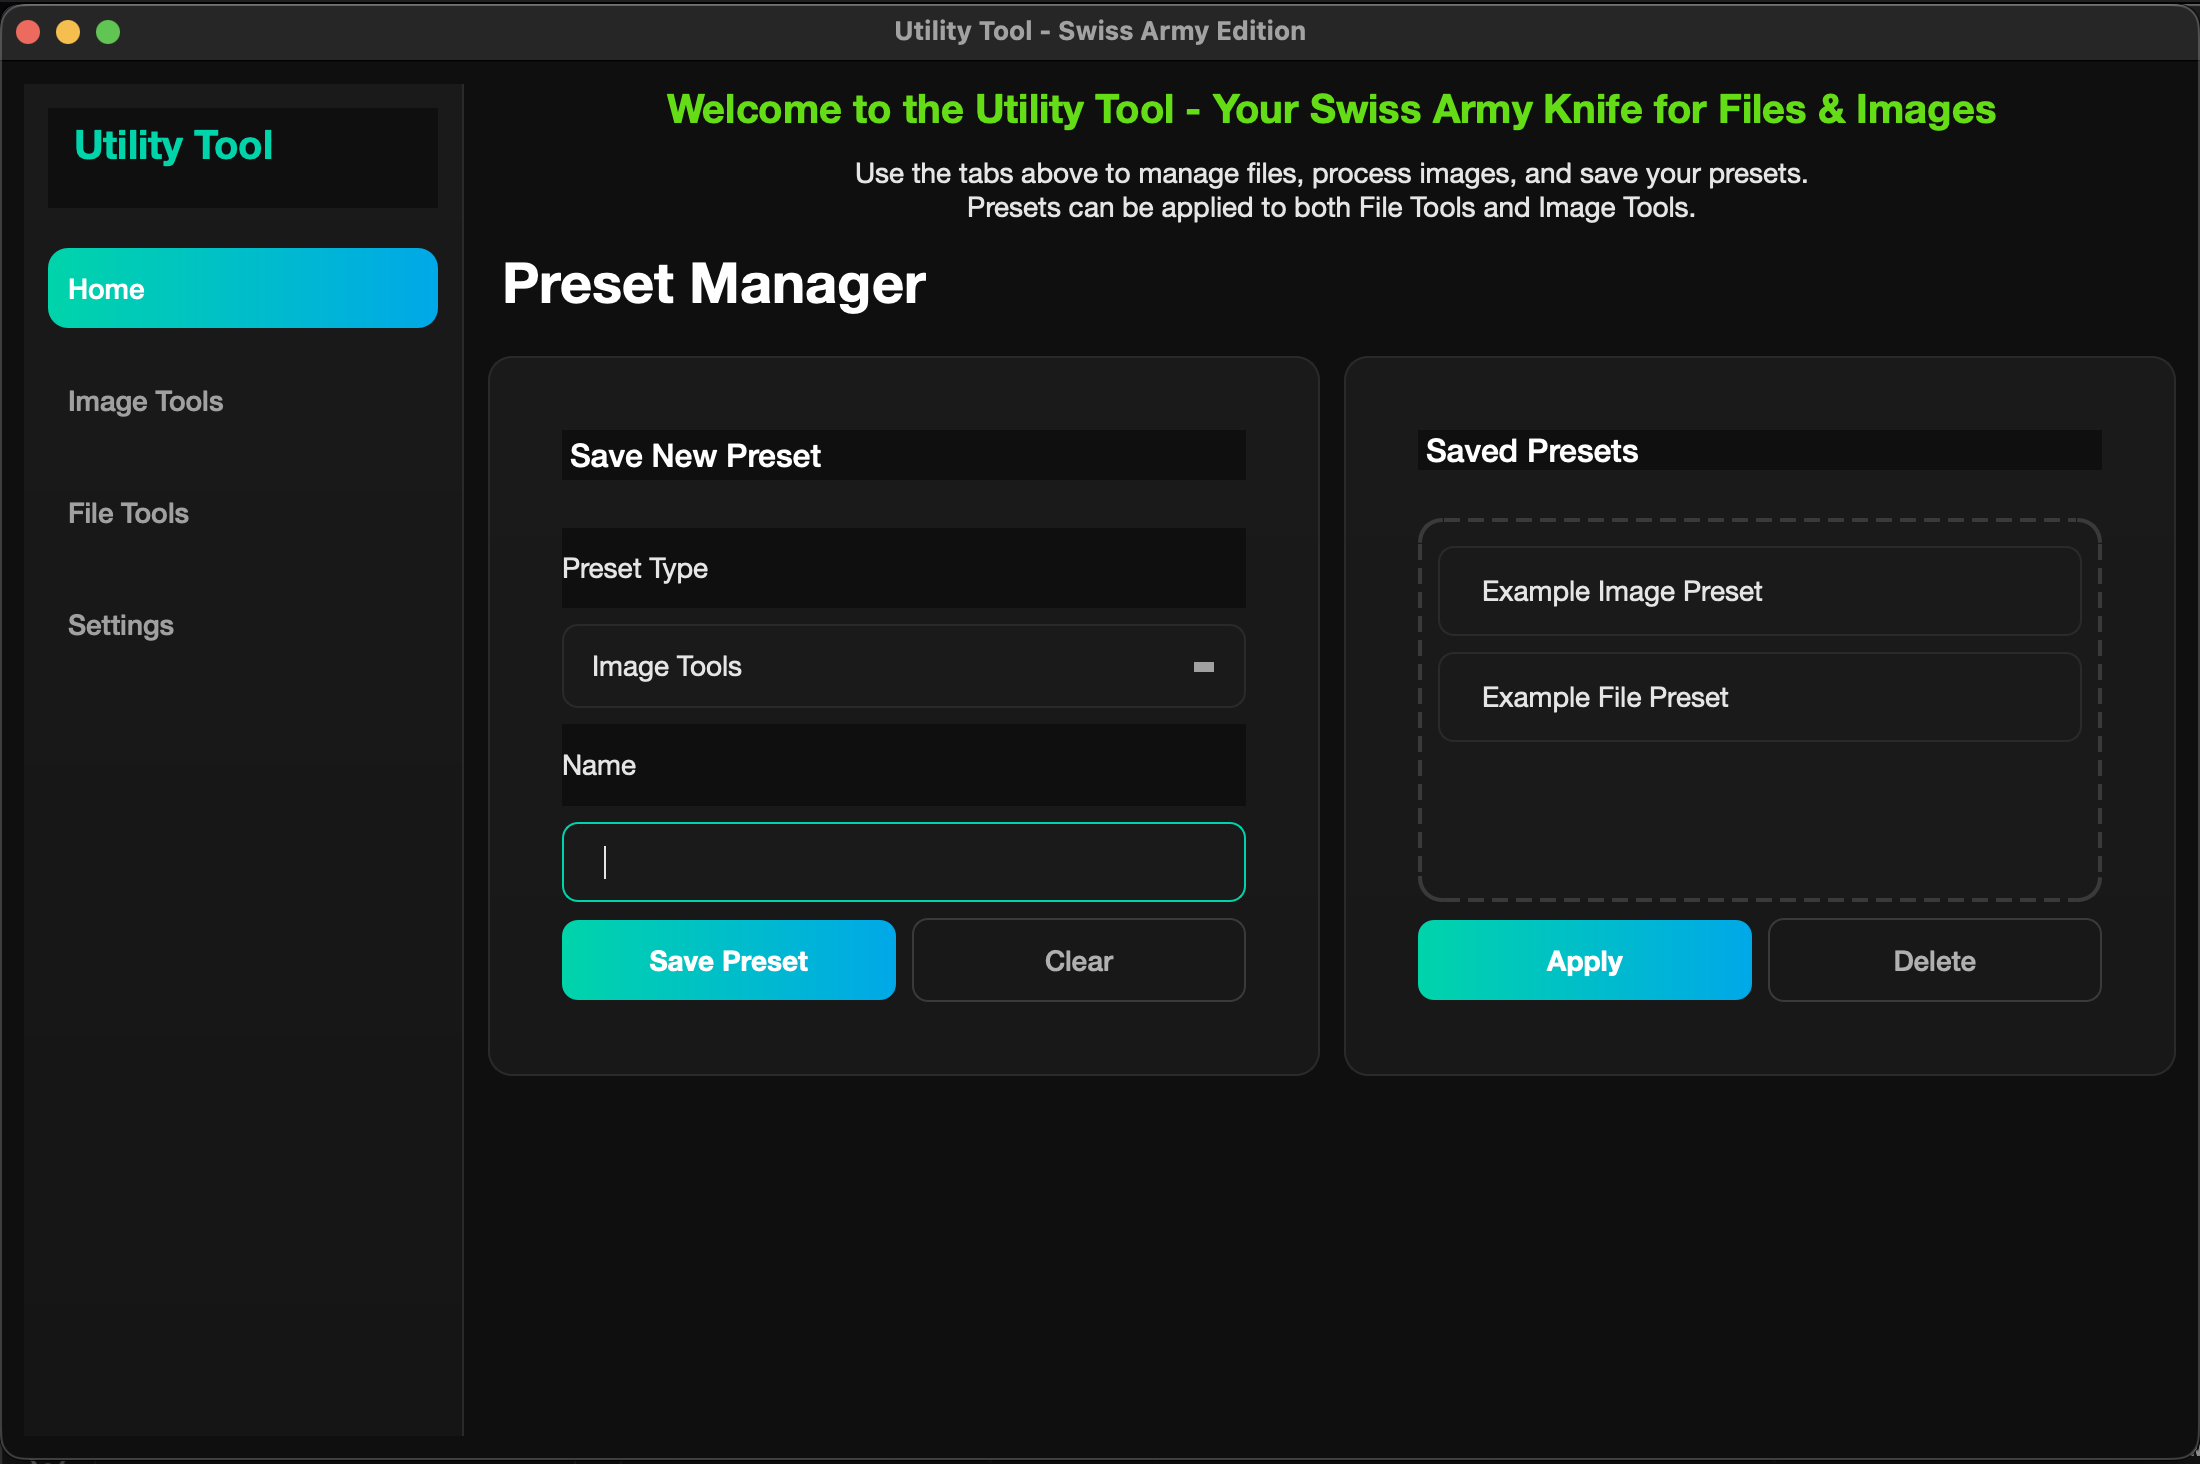 Utility Tool - Swiss Army Edition
Utility Tool
Home
Image Tools
File Tools
Settings
Welcome to the Utility Tool - Your Swiss Army Knife for Files & Images
Use the tabs above to manage files, process images, and save your presets.
Presets can be applied to both File Tools and Image Tools.
Preset Manager
Save New Preset
Preset Type
Image Tools
Name
Save Preset
Clear
Saved Presets
Example Image Preset
Example File Preset
Apply
Delete